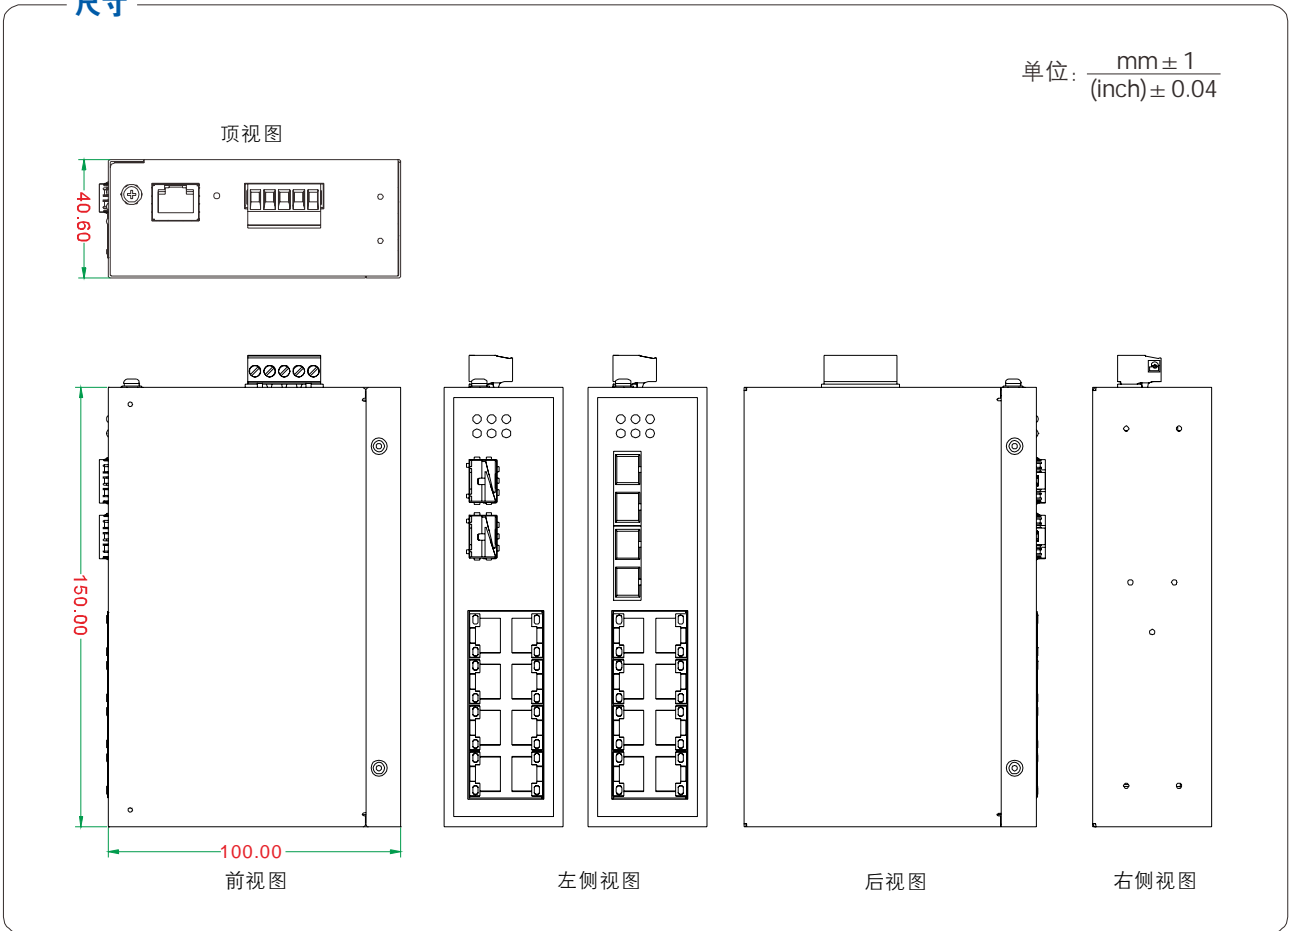 尺寸
单位: mm ± 1
(inch) ± 0.04
顶视图
40.60
150.00
100.00
前视图
左侧视图
后视图
右侧视图